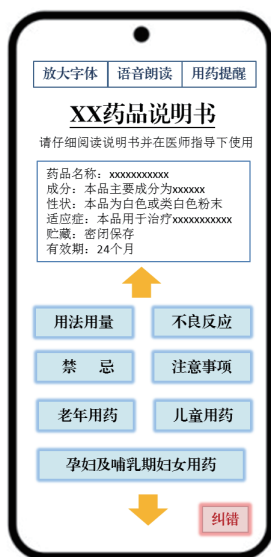 放大字体 语音朗读 用药提醒
XX药品说明书
请仔细阅读说明书并在医师指导下使用
药品名称：xxxxxxxxxxx
成分：本品主要成分为xxxxxx
性状：本品为白色或类白色粉末
适应症：本品用于治疗xxxxxxxxxxx
贮藏：密闭保存
有效期：24个月
用法用量 不良反应
禁 忌 注意事项
老年用药 儿童用药
孕妇及哺乳期妇女用药
纠错